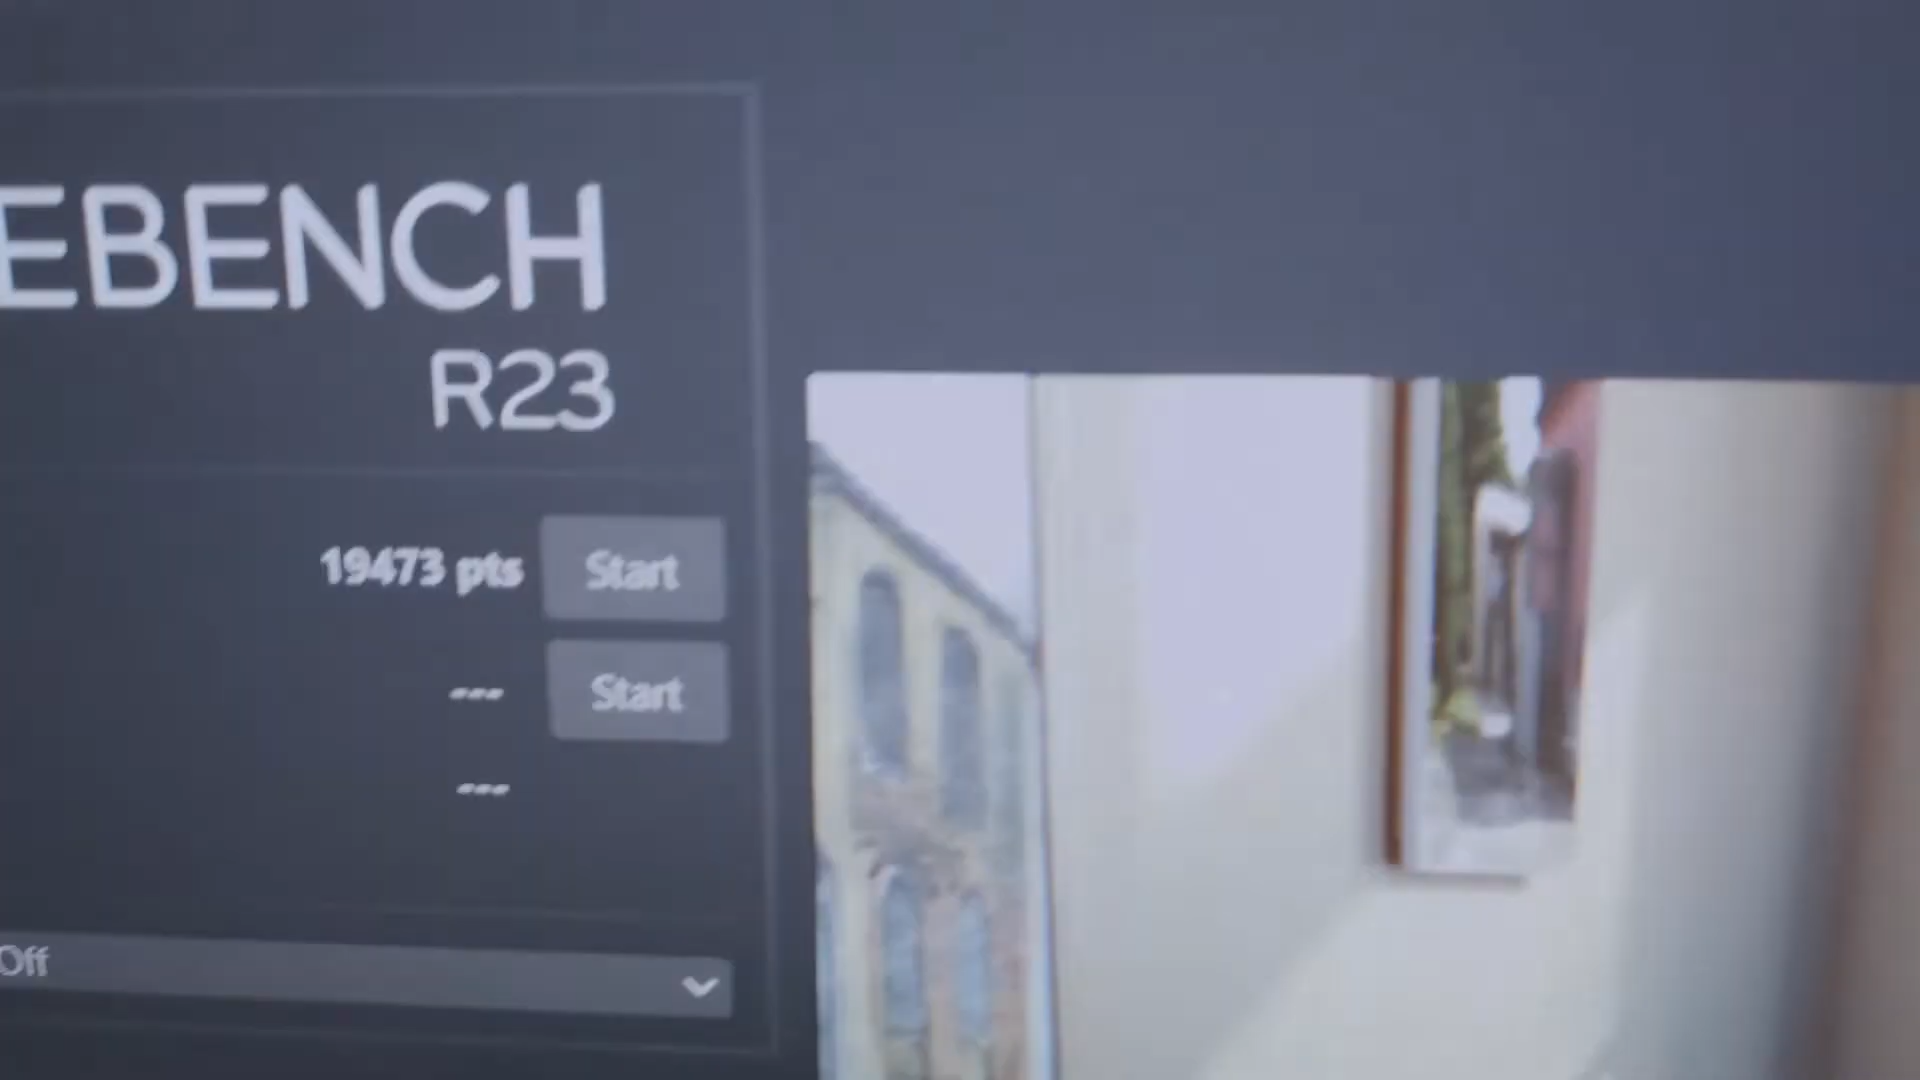 EBENCH
R23
19473 pts Start
--- Start
---
Off